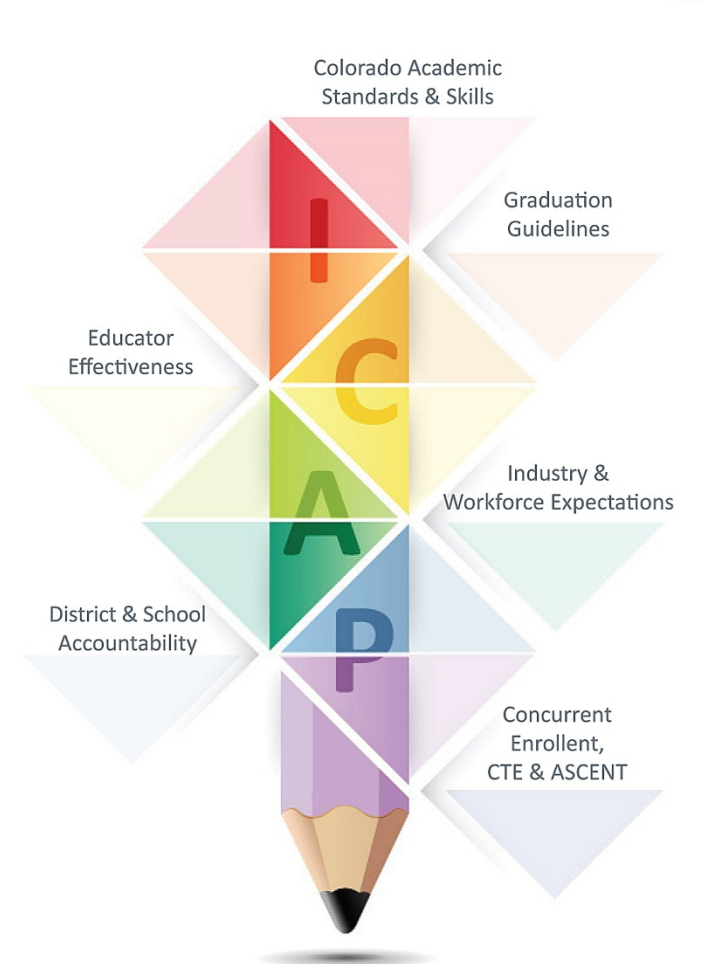 Colorado Academic
Standards & Skills
I
Graduation
Guidelines
Educator
Effectiveness
C
Industry &
Workforce Expectations
A
District & School
Accountability
P
Concurrent
Enrollent,
CTE & ASCENT